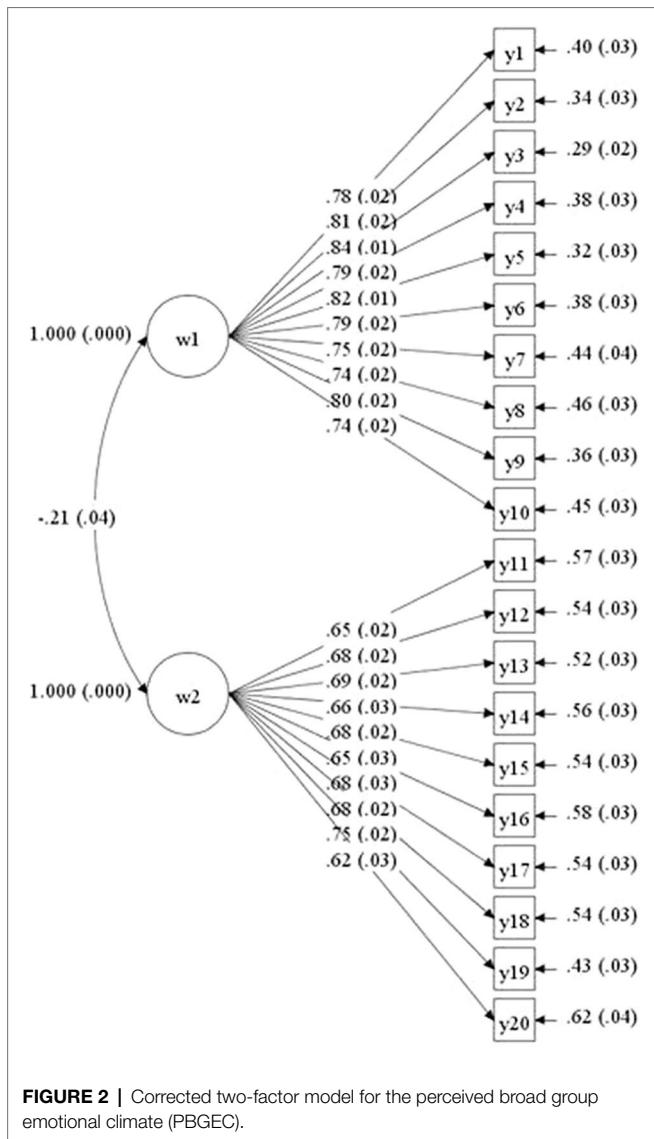 y1 .40 (.03)
y2 .34 (.03)
y3 .29 (.02)
.78 (.02)
y4 .38 (.03)
.81 (.02)
.84 (.01)
y5 .32 (.03)
.79 (.02)
.82 (.01)
y6 .38 (.03)
.79 (.02)
1.000 (.000) w1
.75 (.02)
y7 .44 (.04)
.74 (.02)
.80 (.02)
y8 .46 (.03)
.74 (.02)
y9 .36 (.03)
y10 .45 (.03)
-.21 (.04)
y11 .57 (.03)
y12 .54 (.03)
.65 (.02)
.68 (.02)
y13 .52 (.03)
.69 (.02)
1.000 (.000) w2
.66 (.03)
y14 .56 (.03)
.68 (.02)
.65 (.03)
y15 .54 (.03)
.68 (.03)
.68 (.02)
y16 .58 (.03)
.75 (.02)
.62 (.03)
y17 .54 (.03)
y18 .54 (.03)
y19 .43 (.03)
y20 .62 (.04)
FIGURE 2 | Corrected two-factor model for the perceived broad group
emotional climate (PBGEC).